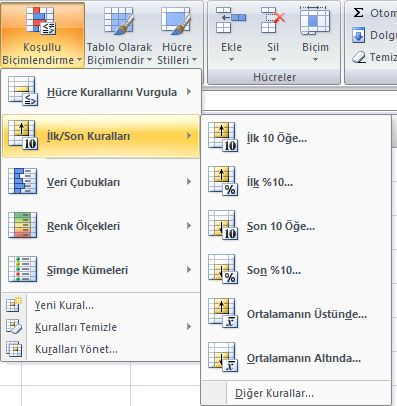 Koşullu Biçimlendirme
Tablo Olarak Biçimlendir
Hücre Stilleri
Ekle
Sil
Biçim
Hücreler
Σ Otom
Dolgu
Temiz
Hücre Kurallarını Vurgula
İlk/Son Kuralları
Veri Çubukları
Renk Ölçekleri
Simge Kümeleri
Yeni Kural...
Kuralları Temizle
Kuralları Yönet...
İlk 10 Öğe...
İlk %10...
Son 10 Öğe...
Son %10...
Ortalamanın Üstünde...
Ortalamanın Altında...
Diğer Kurallar...